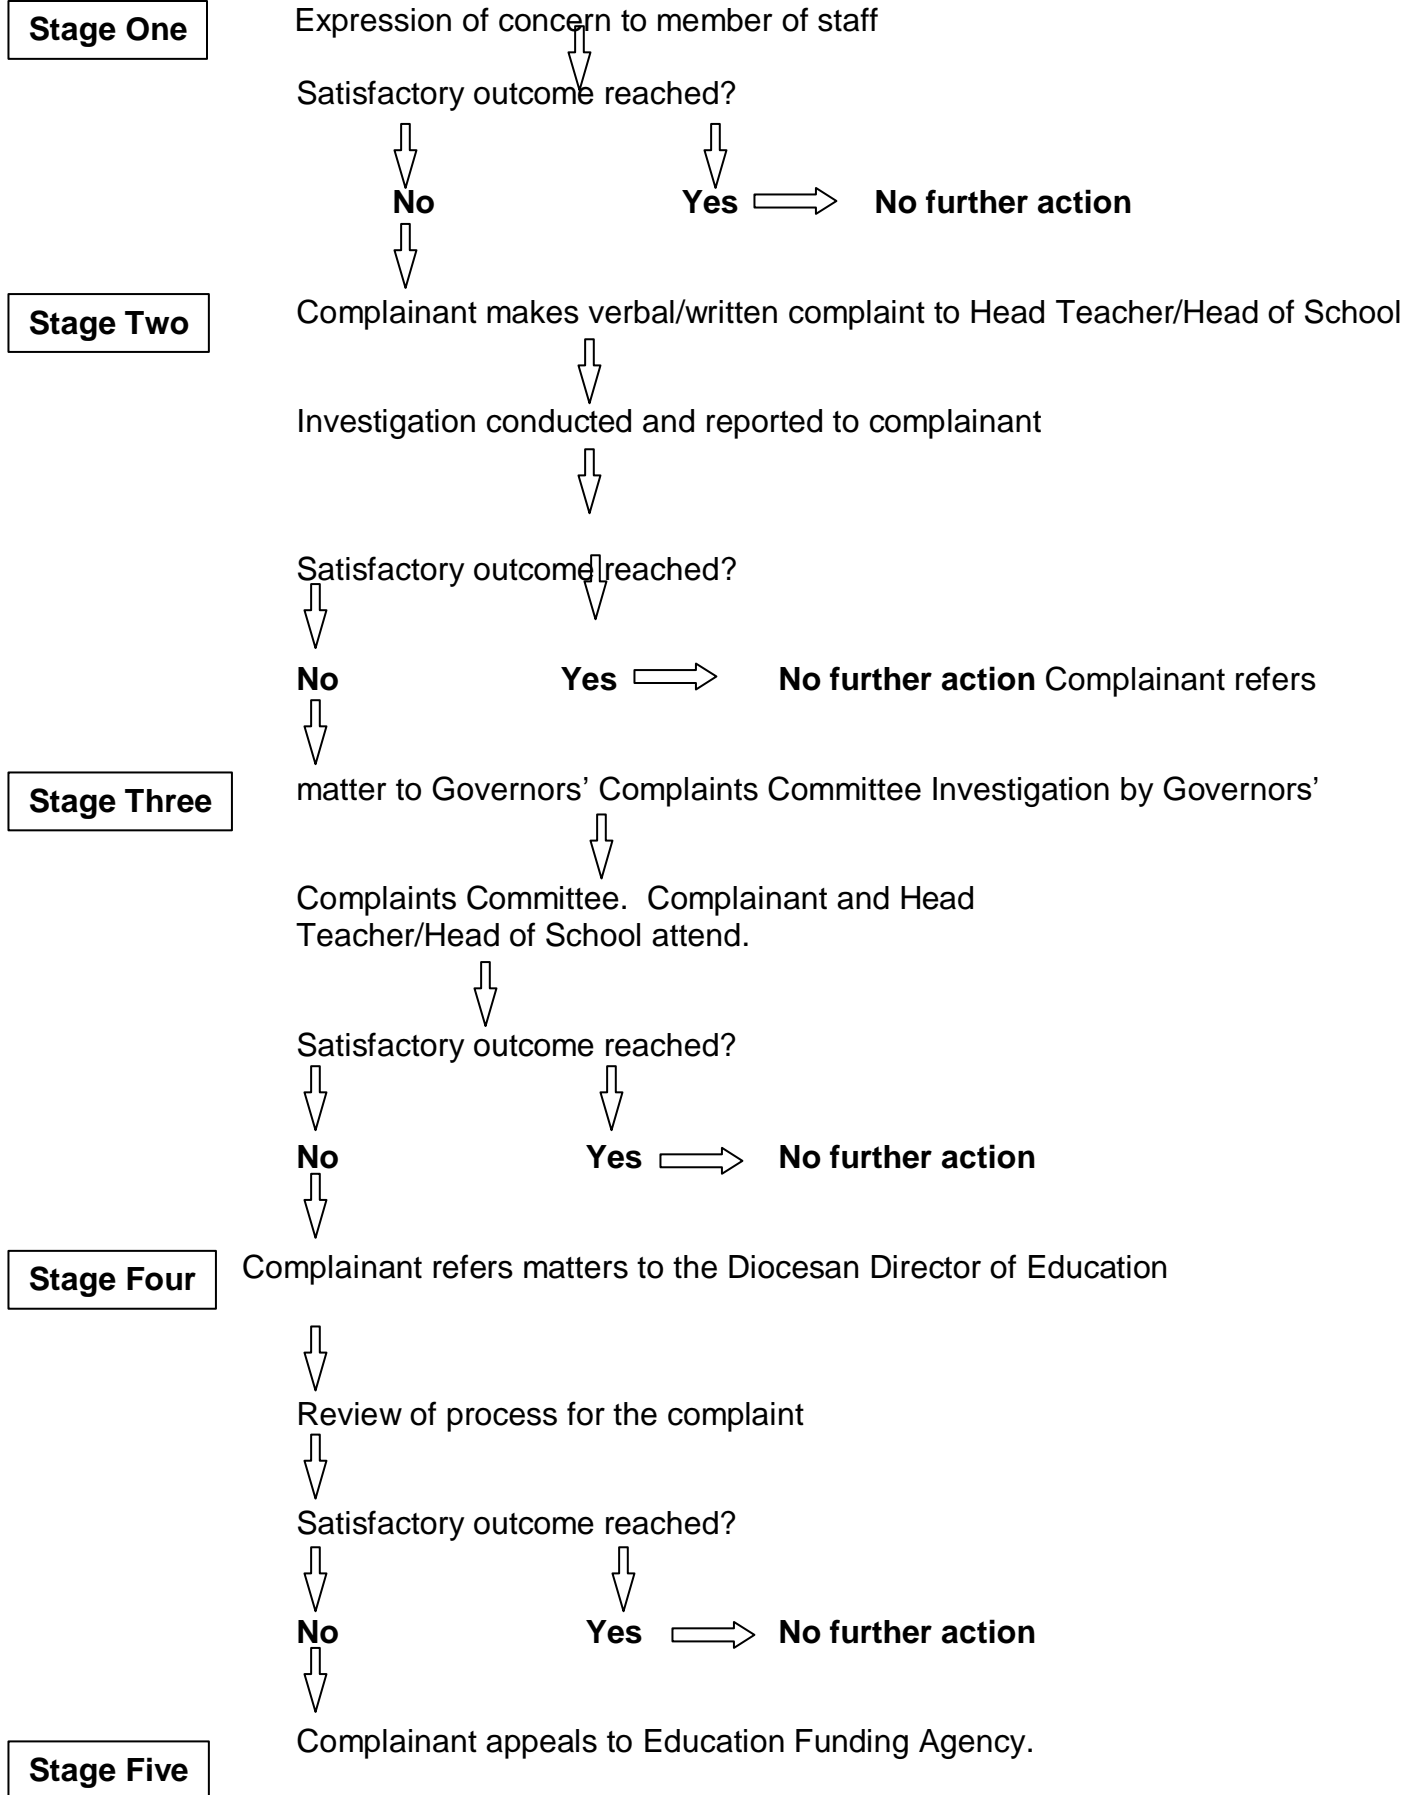 Stage One
Expression of concern to member of staff
Satisfactory outcome reached?
No Yes No further action
Stage Two
Complainant makes verbal/written complaint to Head Teacher/Head of School
Investigation conducted and reported to complainant
Satisfactory outcome reached?
No Yes No further action Complainant refers
Stage Three
matter to Governors’ Complaints Committee Investigation by Governors’
Complaints Committee. Complainant and Head
Teacher/Head of School attend.
Satisfactory outcome reached?
No Yes No further action
Stage Four
Complainant refers matters to the Diocesan Director of Education
Review of process for the complaint
Satisfactory outcome reached?
No Yes No further action
Complainant appeals to Education Funding Agency.
Stage Five